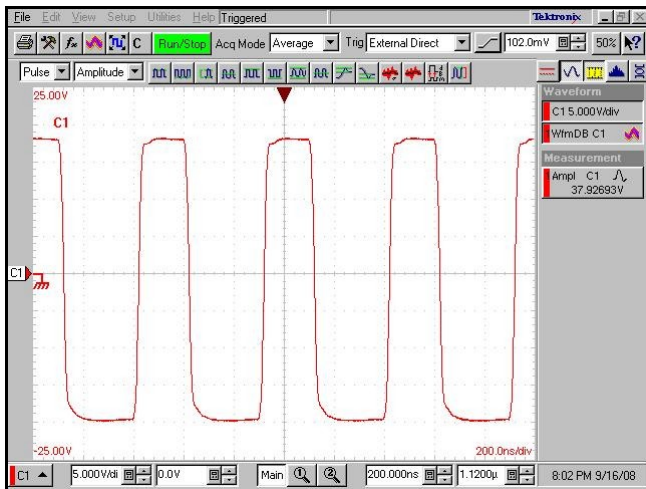 File Edit View Setup Utilities Help Triggered Tektronix
C Run/Stop Acq Mode Average Trig External Direct 102.0mV 50%
Pulse Amplitude
25.00V
C1
Waveform
C1 5.000V/div
WfmDB C1
Measurement
Ampl C1
37.92693V
C1
-25.00V
200.0ns/div
C1 5.000V/di 0.0V Main 1 2 200.000ns 1.1200µ 8:02 PM 9/16/08